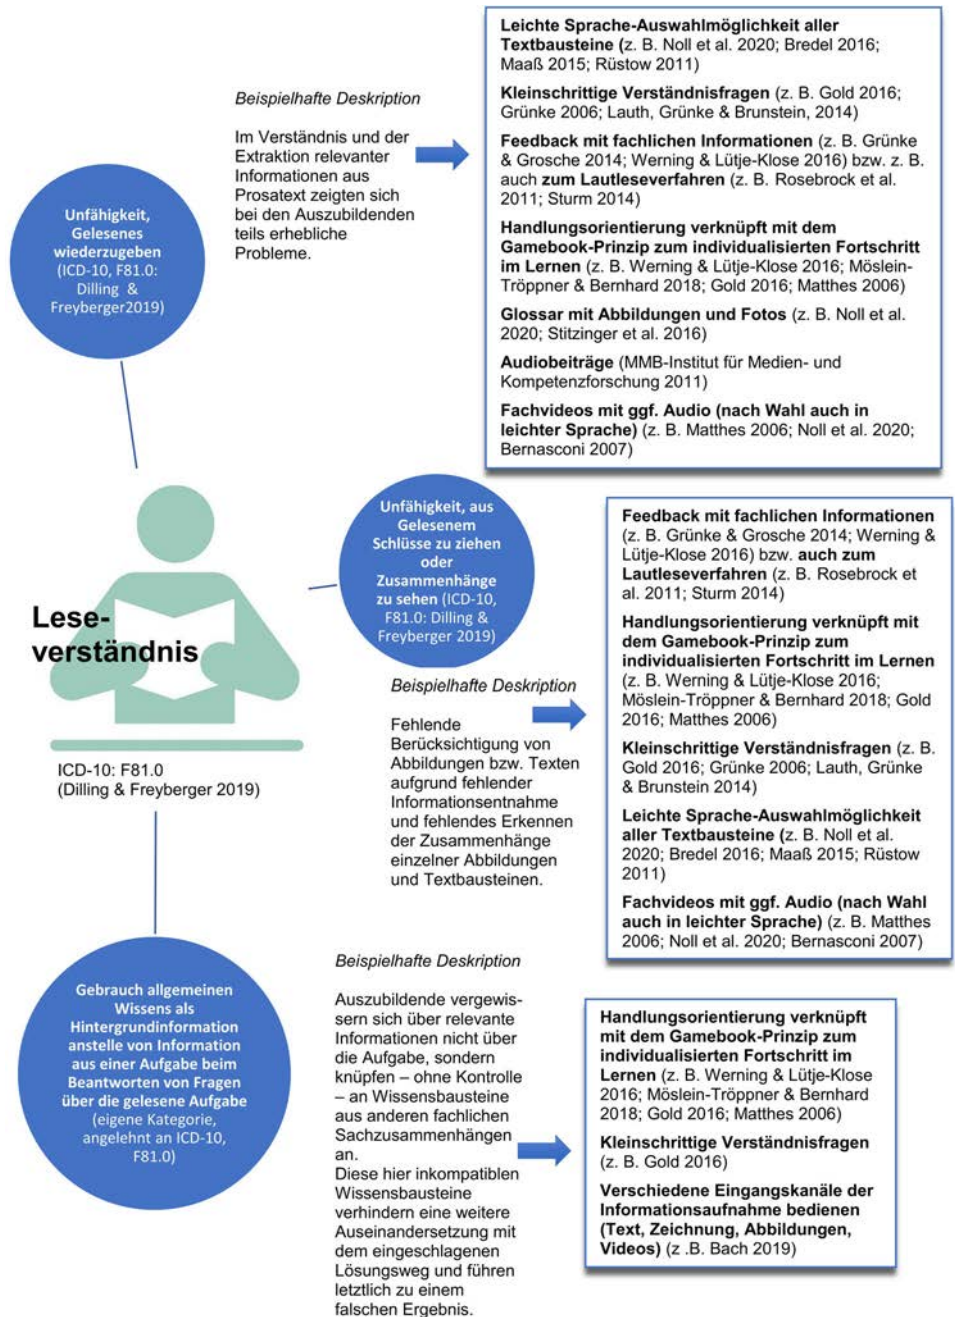 Leichte Sprache-Auswahlmöglichkeit aller
Textbausteine (z. B. Noll et al. 2020; Bredel 2016;
Maaß 2015; Rüstow 2011)
Kleinschrittige Verständnisfragen (z. B. Gold 2016;
Grünke 2006; Lauth, Grünke & Brunstein, 2014)
Feedback mit fachlichen Informationen (z. B. Grünke
& Grosche 2014; Werning & Lütje-Klose 2016) bzw. z. B.
auch zum Lautleseverfahren (z. B. Rosebrock et al.
2011; Sturm 2014)
Handlungsorientierung verknüpft mit dem
Gamebook-Prinzip zum individualisierten Fortschritt
im Lernen (z. B. Werning & Lütje-Klose 2016; Möslein-
Tröppner & Bernhard 2018; Gold 2016; Matthes 2006)
Glossar mit Abbildungen und Fotos (z. B. Noll et al.
2020; Stitzinger et al. 2016)
Audiobeiträge (MMB-Institut für Medien- und
Kompetenzforschung 2011)
Fachvideos mit ggf. Audio (nach Wahl auch in
leichter Sprache) (z. B. Matthes 2006; Noll et al. 2020;
Bernasconi 2007)
Beispielhafte Deskription
Im Verständnis und der
Extraktion relevanter
Informationen aus
Prosatext zeigten sich
bei den Auszubildenden
teils erhebliche
Probleme.
Unfähigkeit,
Gelesenes
wiederzugeben
(ICD-10, F81.0:
Dilling &
Freyberger2019)
Lese-
verständnis
ICD-10: F81.0
(Dilling & Freyberger 2019)
Unfähigkeit, aus
Gelesenem
Schlüsse zu ziehen
oder
Zusammenhänge
zu sehen (ICD-10,
F81.0: Dilling &
Freyberger 2019)
Beispielhafte Deskription
Fehlende
Berücksichtigung von
Abbildungen bzw. Texten
aufgrund fehlender
Informationsentnahme
und fehlendes Erkennen
der Zusammenhänge
einzelner Abbildungen
und Textbausteinen.
Feedback mit fachlichen Informationen
(z. B. Grünke & Grosche 2014; Werning &
Lütje-Klose 2016) bzw. auch zum
Lautleseverfahren (z. B. Rosebrock et
al. 2011; Sturm 2014)
Handlungsorientierung verknüpft mit
dem Gamebook-Prinzip zum
individualisierten Fortschritt im Lernen
(z. B. Werning & Lütje-Klose 2016;
Möslein-Tröppner & Bernhard 2018; Gold
2016; Matthes 2006)
Kleinschrittige Verständnisfragen (z. B.
Gold 2016; Grünke 2006; Lauth, Grünke
& Brunstein 2014)
Leichte Sprache-Auswahlmöglichkeit
aller Textbausteine (z. B. Noll et al.
2020; Bredel 2016; Maaß 2015; Rüstow
2011)
Fachvideos mit ggf. Audio (nach Wahl
auch in leichter Sprache) (z. B. Matthes
2006; Noll et al. 2020; Bernasconi 2007)
Gebrauch allgemeinen
Wissens als
Hintergrundinformation
anstelle von Information
aus einer Aufgabe beim
Beantworten von Fragen
über die gelesene Aufgabe
(eigene Kategorie,
angelehnt an ICD-10,
F81.0)
Beispielhafte Deskription
Auszubildende vergewis-
sern sich über relevante
Informationen nicht über
die Aufgabe, sondern
knüpfen – ohne Kontrolle
– an Wissensbausteine
aus anderen fachlichen
Sachzusammenhängen
an.
Diese hier inkompatiblen
Wissensbausteine
verhindern eine weitere
Auseinandersetzung mit
dem eingeschlagenen
Lösungsweg und führen
letztlich zu einem
falschen Ergebnis.
Handlungsorientierung verknüpft
mit dem Gamebook-Prinzip zum
individualisierten Fortschritt im
Lernen (z. B. Werning & Lütje-Klose
2016; Möslein-Tröppner & Bernhard
2018; Gold 2016; Matthes 2006)
Kleinschrittige Verständnisfragen
(z. B. Gold 2016)
Verschiedene Eingangskanäle der
Informationsaufnahme bedienen
(Text, Zeichnung, Abbildungen,
Videos) (z .B. Bach 2019)